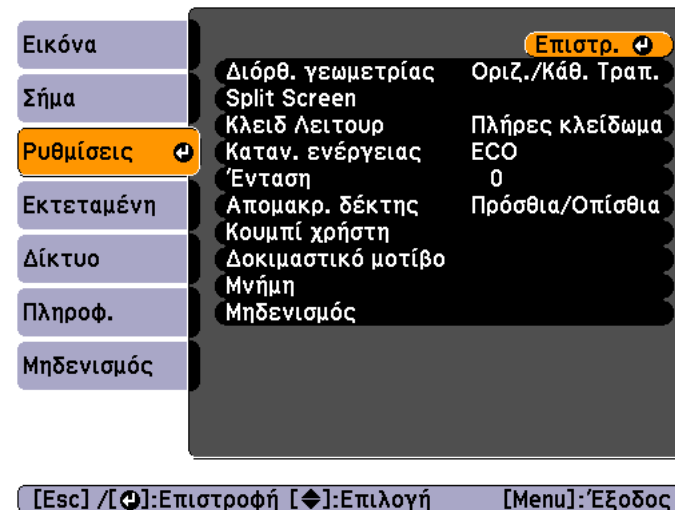 Εικόνα
Σήμα
Ρυθμίσεις
Εκτεταμένη
Δίκτυο
Πληροφ.
Μηδενισμός
Επιστρ.
Διόρθ. γεωμετρίας Οριζ./Κάθ. Τραπ.
Split Screen
Κλειδ Λειτουρ Πλήρες κλείδωμα
Καταν. ενέργειας ECO
Ένταση 0
Απομακρ. δέκτης Πρόσθια/Οπίσθια
Κουμπί χρήστη
Δοκιμαστικό μοτίβο
Μνήμη
Μηδενισμός
[Esc] /[⏎]:Επιστροφή [◆]:Επιλογή [Menu]:Έξοδος